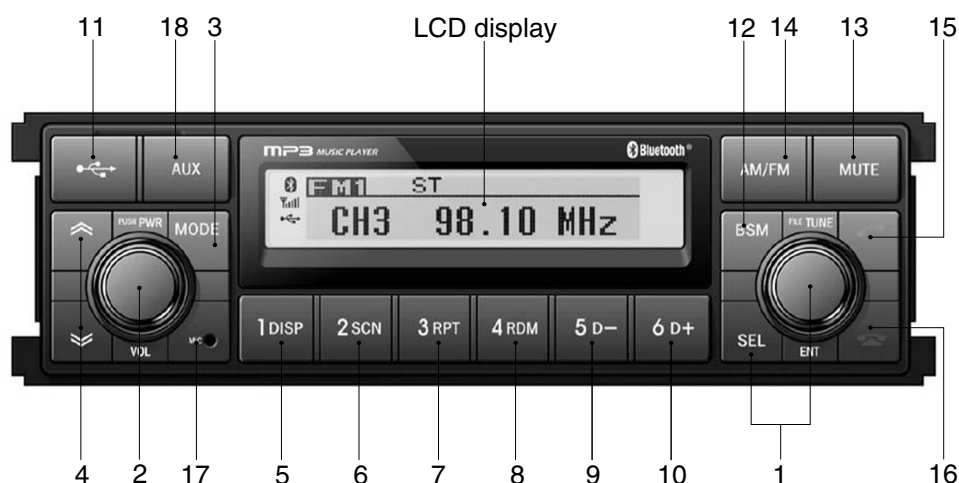 11 18 3 LCD display 12 14 13 15
MP3 MUSIC PLAYER Bluetooth®
AUX AM/FM MUTE
FM1 ST
CH3 98.10 MHz
PUSH PWR MODE BSM FILE TUNE
1 DISP 2 SCN 3 RPT 4 RDM 5 D− 6 D+
VOL MIC SEL ENT
4 2 17 5 6 7 8 9 10 1 16